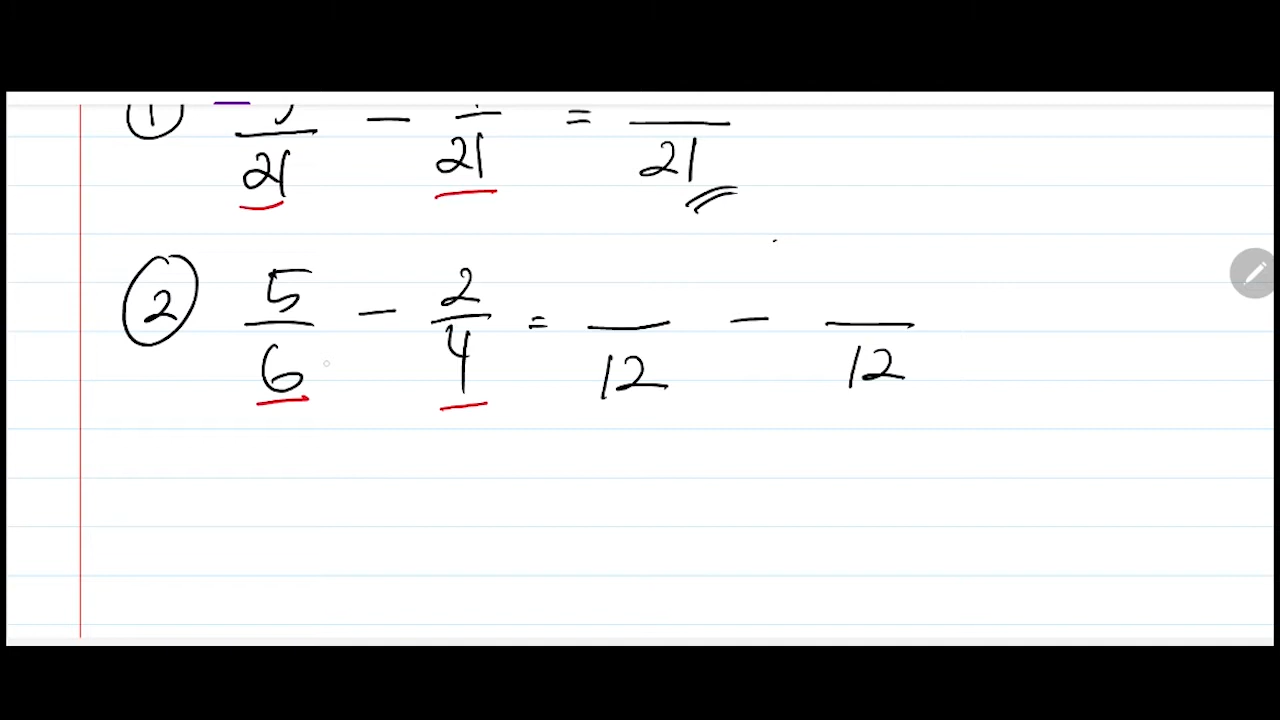 ① — = 
21 21 21
② 5/6 − 2/4 = /12 − /12